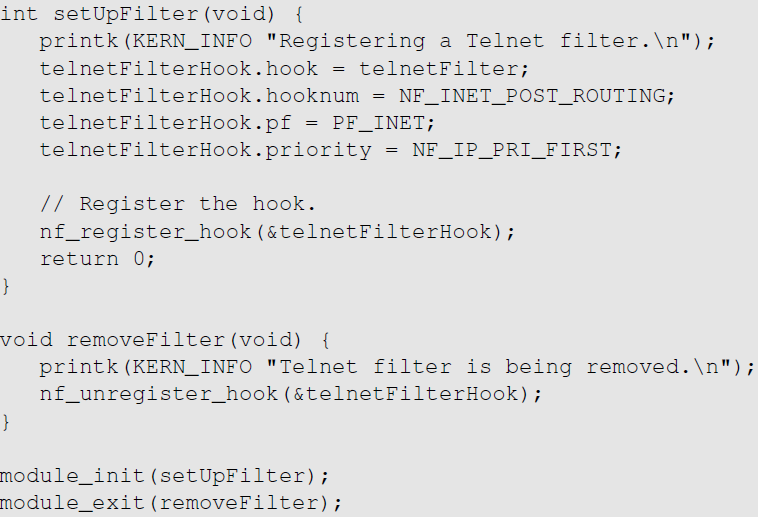 int setUpFilter(void) {
   printk(KERN_INFO "Registering a Telnet filter.\n");
   telnetFilterHook.hook = telnetFilter;
   telnetFilterHook.hooknum = NF_INET_POST_ROUTING;
   telnetFilterHook.pf = PF_INET;
   telnetFilterHook.priority = NF_IP_PRI_FIRST;

   // Register the hook.
   nf_register_hook(&telnetFilterHook);
   return 0;
}

void removeFilter(void) {
   printk(KERN_INFO "Telnet filter is being removed.\n");
   nf_unregister_hook(&telnetFilterHook);
}

module_init(setUpFilter);
module_exit(removeFilter);